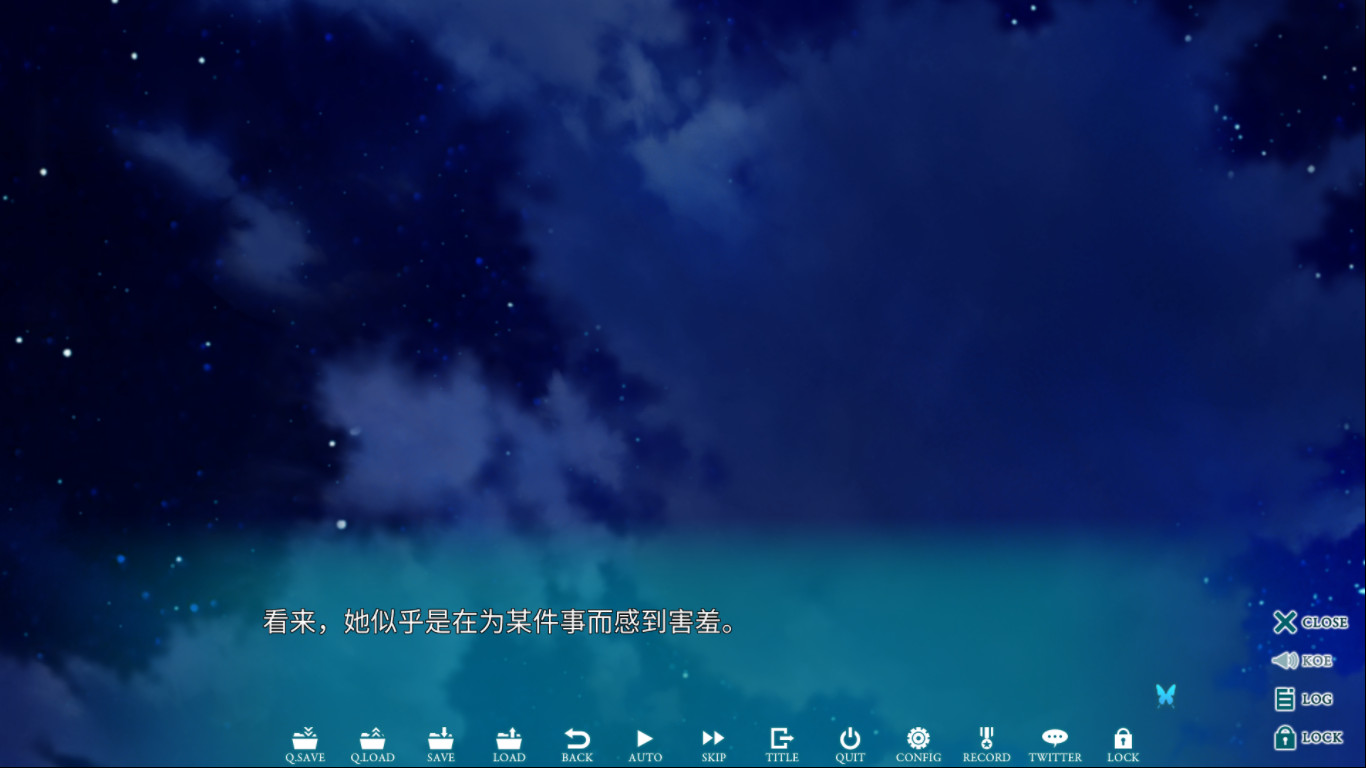 看来，她似乎是在为某件事而感到害羞。
CLOSE
KOE
LOG
LOCK
Q.SAVE Q.LOAD SAVE LOAD BACK AUTO SKIP TITLE QUIT CONFIG RECORD TWITTER LOCK